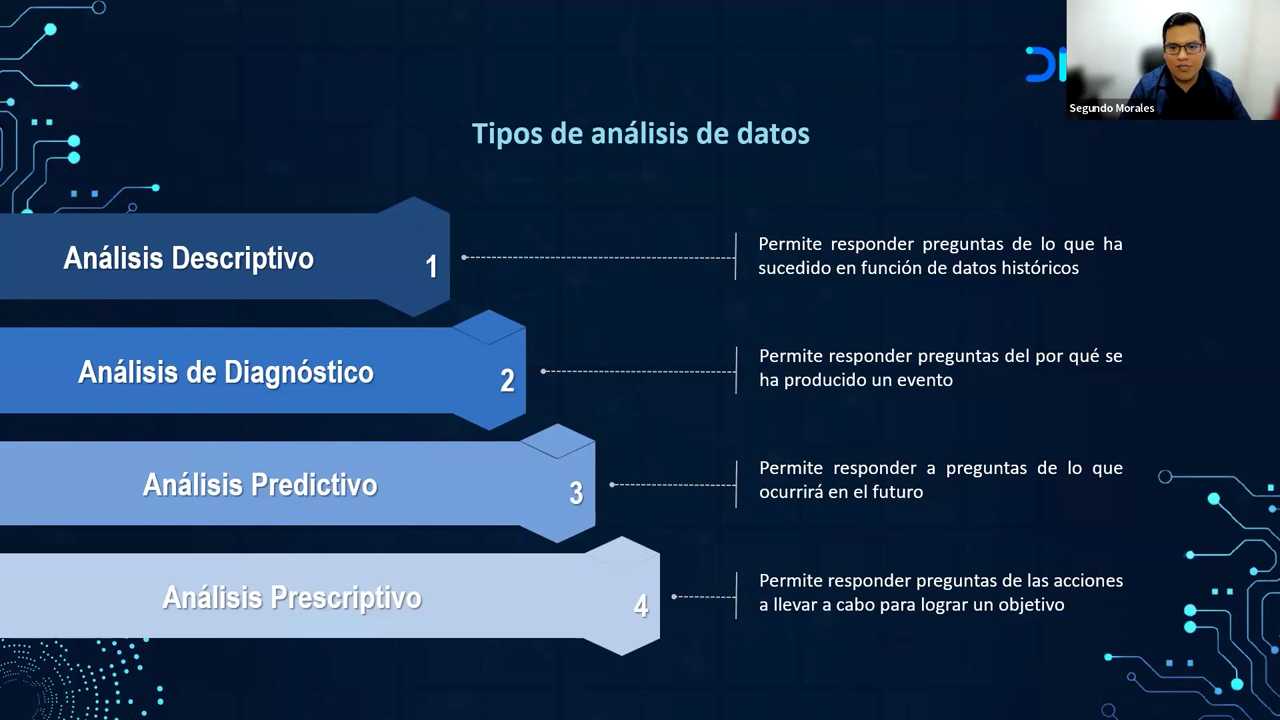 Segundo Morales
Tipos de análisis de datos
Análisis Descriptivo
1
Permite responder preguntas de lo que ha
sucedido en función de datos históricos
Análisis de Diagnóstico
2
Permite responder preguntas del por qué se
ha producido un evento
Análisis Predictivo
3
Permite responder a preguntas de lo que
ocurrirá en el futuro
Análisis Prescriptivo
4
Permite responder preguntas de las acciones
a llevar a cabo para lograr un objetivo